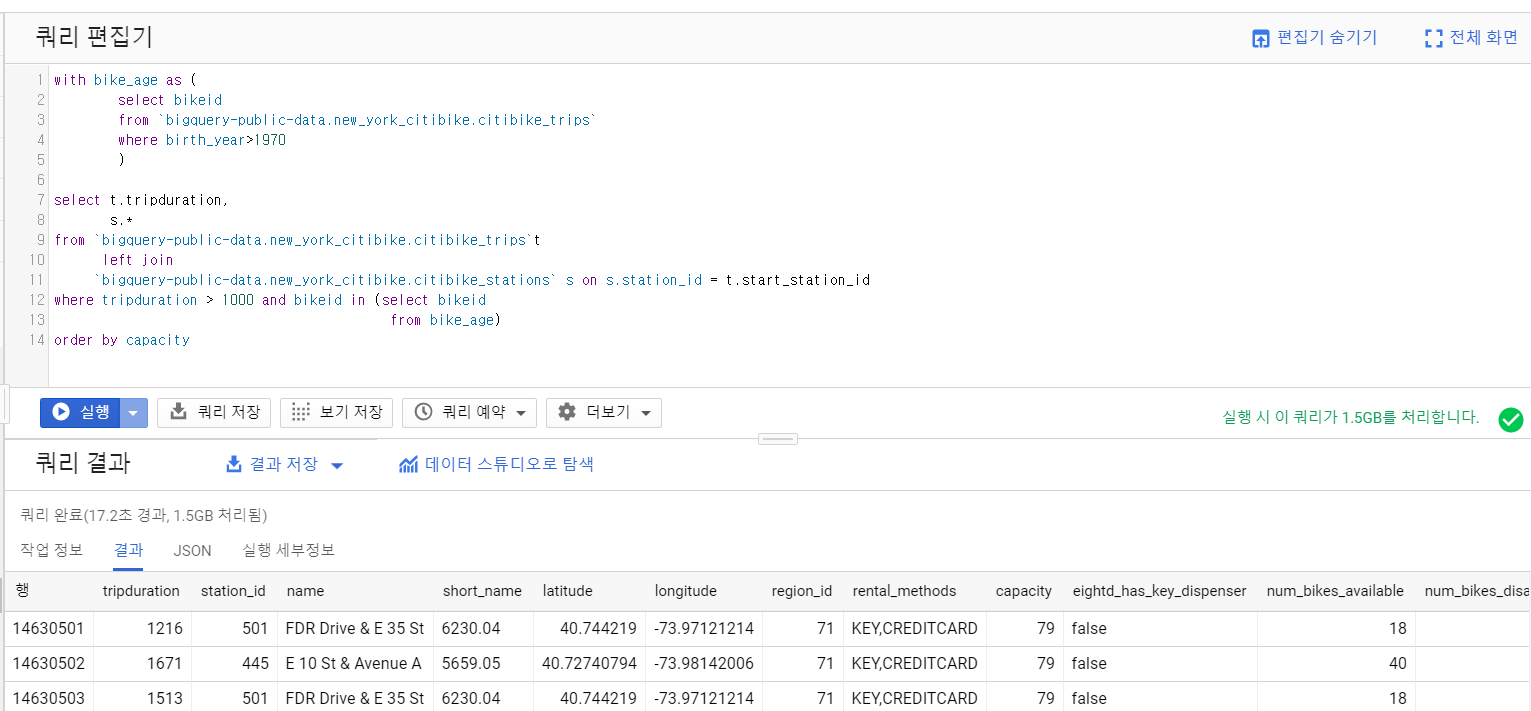 쿼리 편집기
편집기 숨기기
전체 화면
1 with bike_age as (
2 select bikeid
3 from `bigquery-public-data.new_york_citibike.citibike_trips`
4 where birth_year>1970
5 )
6
7 select t.tripduration,
8 s.*
9 from `bigquery-public-data.new_york_citibike.citibike_trips`t
10 left join
11 `bigquery-public-data.new_york_citibike.citibike_stations` s on s.station_id = t.start_station_id
12 where tripduration > 1000 and bikeid in (select bikeid
13 from bike_age)
14 order by capacity
실행 쿼리 저장 보기 저장 쿼리 예약 더보기
실행 시 이 쿼리가 1.5GB를 처리합니다.
쿼리 결과 결과 저장 데이터 스튜디오로 탐색
쿼리 완료(17.2초 경과, 1.5GB 처리됨)
작업 정보 결과 JSON 실행 세부정보
행 tripduration station_id name short_name latitude longitude region_id rental_methods capacity eightd_has_key_dispenser num_bikes_available num_bikes_disa
14630501 1216 501 FDR Drive & E 35 St 6230.04 40.744219 -73.97121214 71 KEY,CREDITCARD 79 false 18
14630502 1671 445 E 10 St & Avenue A 5659.05 40.72740794 -73.98142006 71 KEY,CREDITCARD 79 false 40
14630503 1513 501 FDR Drive & E 35 St 6230.04 40.744219 -73.97121214 71 KEY,CREDITCARD 79 false 18